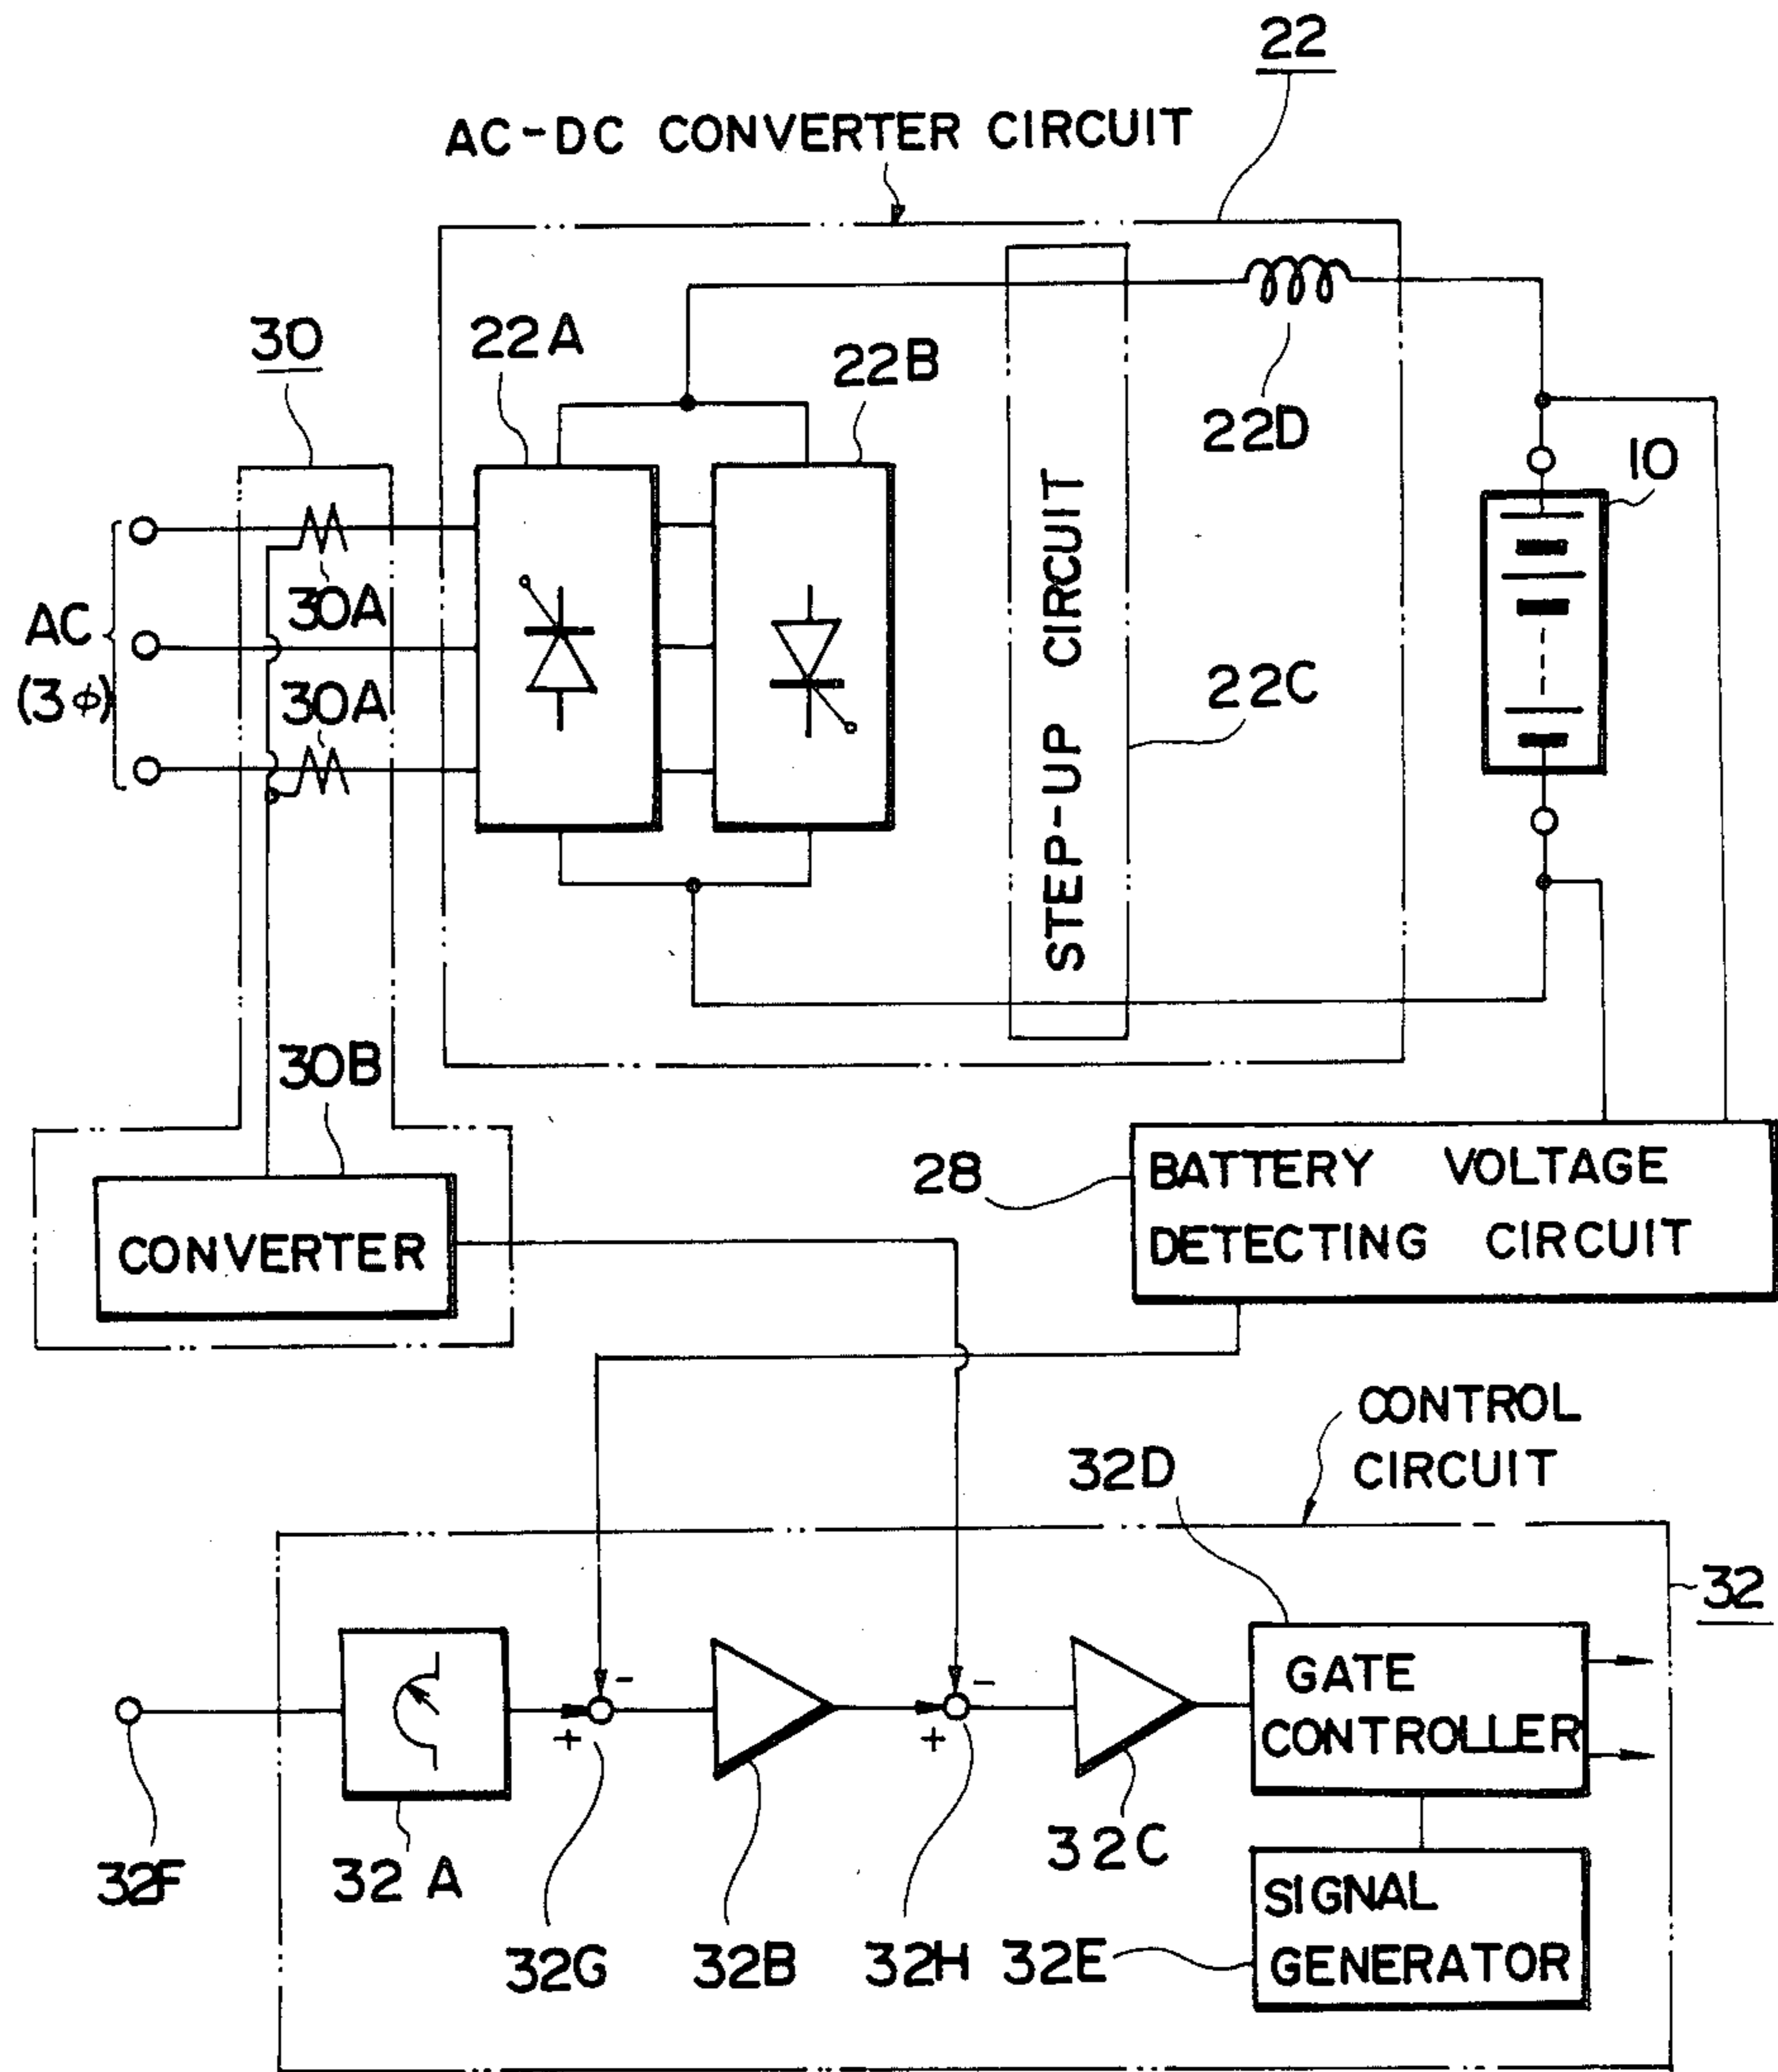 22
AC-DC CONVERTER CIRCUIT
30
22A
22B
22D
10
30A
AC
(3φ)
30A
STEP-UP CIRCUIT
22C
30B
CONVERTER
28
BATTERY VOLTAGE
DETECTING CIRCUIT
CONTROL
CIRCUIT
32D
32
-
-
+
+
GATE
CONTROLLER
32F
32A
32G
32B
32H
32C
32E
SIGNAL
GENERATOR